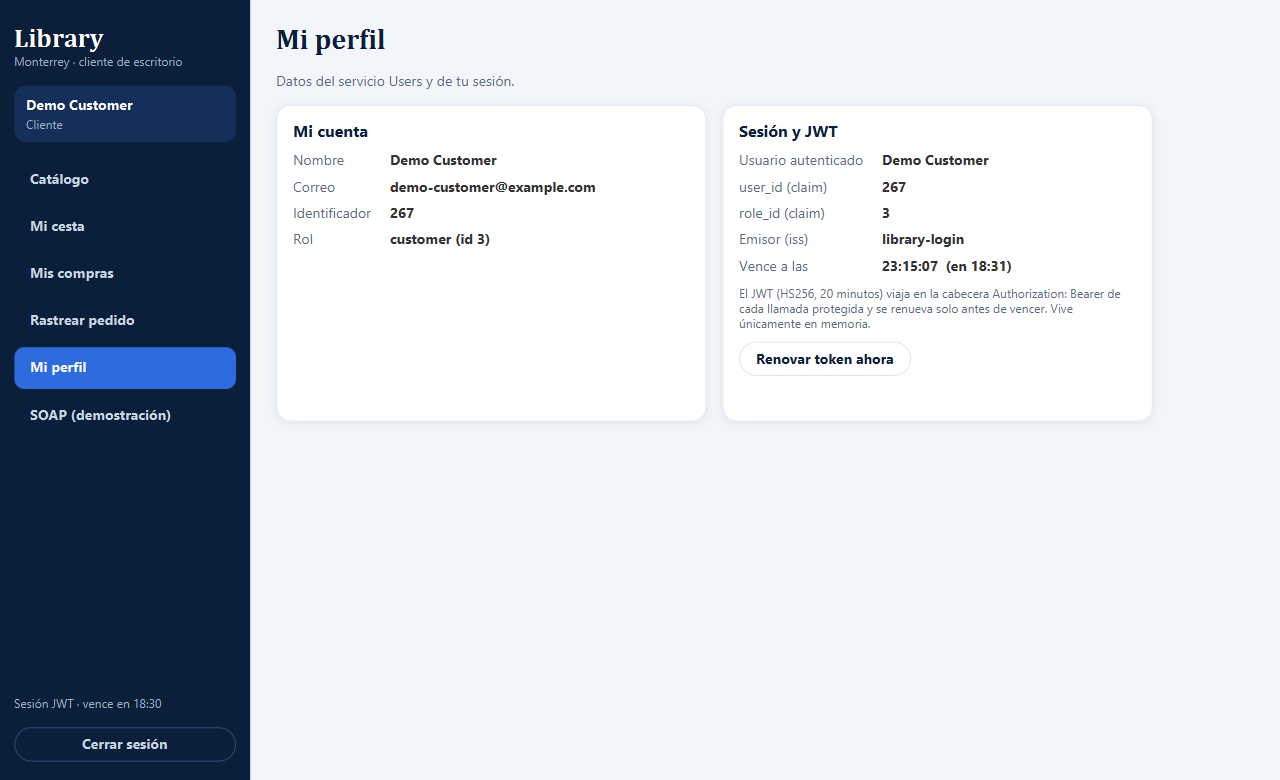 Library
Monterrey · cliente de escritorio
Demo Customer
Cliente
Catálogo
Mi cesta
Mis compras
Rastrear pedido
Mi perfil
SOAP (demostración)
Sesión JWT · vence en 18:30
Cerrar sesión
Mi perfil
Datos del servicio Users y de tu sesión.
Mi cuenta
Nombre Demo Customer
Correo demo-customer@example.com
Identificador 267
Rol customer (id 3)
Sesión y JWT
Usuario autenticado Demo Customer
user_id (claim) 267
role_id (claim) 3
Emisor (iss) library-login
Vence a las 23:15:07 (en 18:31)
El JWT (HS256, 20 minutos) viaja en la cabecera Authorization: Bearer de
cada llamada protegida y se renueva solo antes de vencer. Vive
únicamente en memoria.
Renovar token ahora